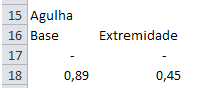 15 Agulha
16 Base Extremidade
17 - -
18 0,89 0,45